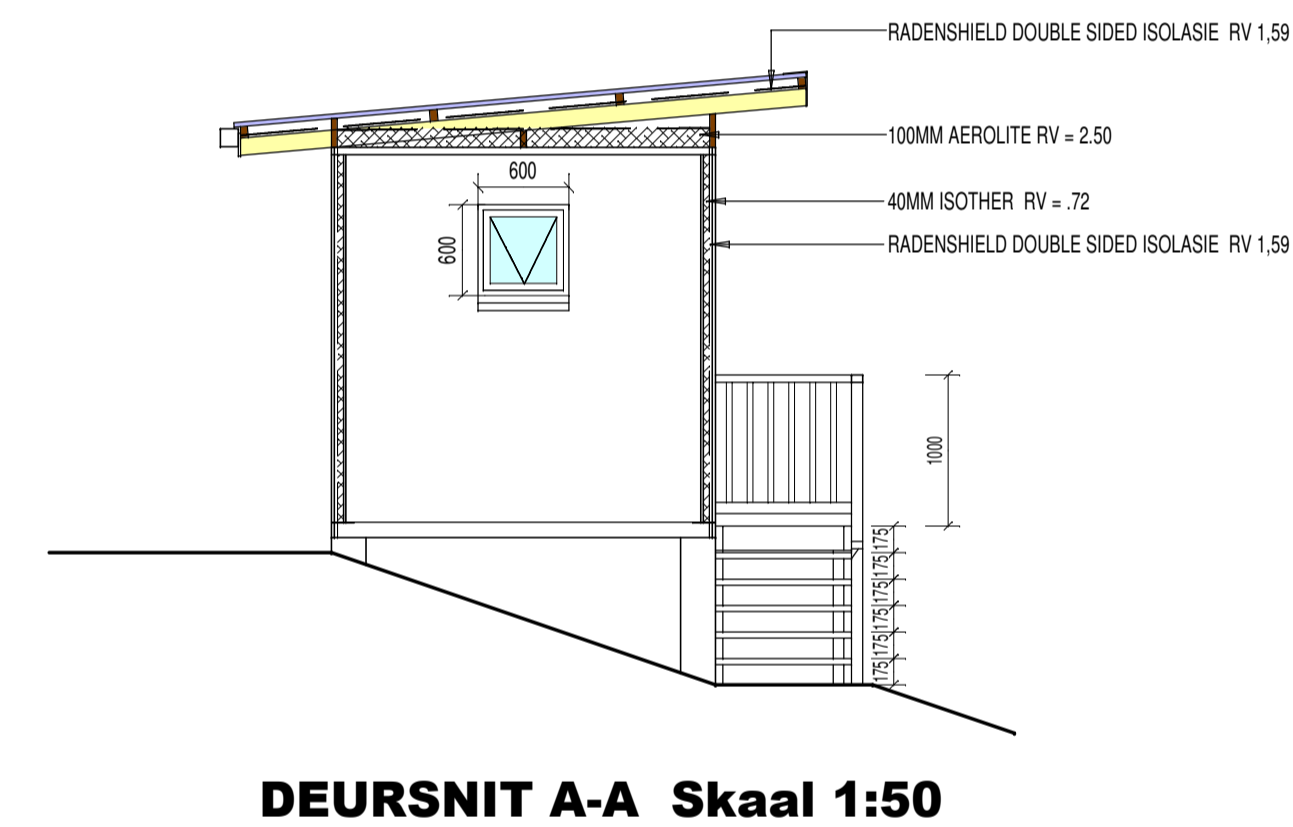 RADENSHIELD DOUBLE SIDED ISOLASIE RV 1,59
100MM AEROLITE RV = 2.50
600
40MM ISOTHER RV = .72
600
RADENSHIELD DOUBLE SIDED ISOLASIE RV 1,59
1000
175
175
175
175
175
175
DEURSNIT A-A Skaal 1:50